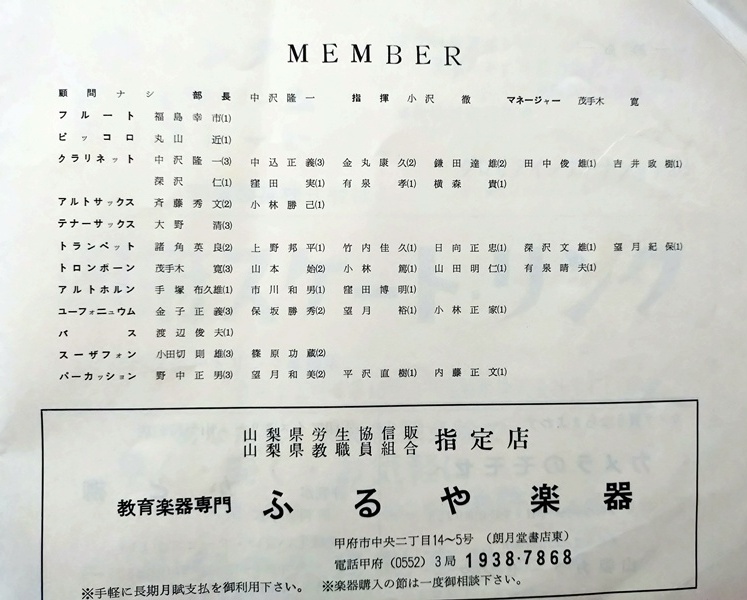 MEMBER
顧問ナシ 部長 中沢隆一 指揮 小沢徹 マネージャー 茂手木寛
フルート 福島幸市(1)
ピッコロ 丸山近(1)
クラリネット 中沢隆一(3) 中込正義(3) 金丸康久(2) 鎌田達雄(2) 田中俊雄(1) 吉井政樹(1)
深沢仁(1) 窪田実(1) 有泉孝(1) 横森貴(1)
アルトサックス 斉藤秀文(2) 小林勝己(1)
テナーサックス 大野清(3)
トランペット 諸角英良(2) 上野邦平(1) 竹内佳久(1) 日向正忠(1) 深沢文雄(1) 望月紀保(1)
トロンボーン 茂手木寛(3) 山本始(2) 小林篤(1) 山田明仁(1) 有泉晴夫(1)
アルトホルン 手塚布久雄(1) 市川和男(1) 窪田博明(1)
ユーフォニュウム 金子正義(3) 保坂勝秀(2) 望月裕(1) 小林正家(1)
バス 渡辺俊夫(1)
スーザフォン 小田切則雄(3) 篠原功蔵(2)
パーカッション 野中正男(3) 望月和美(2) 平沢直樹(1) 内藤正文(1)
山梨県労生協信販
山梨県教職員組合 指定店
教育楽器専門 ふるや楽器
甲府市中央二丁目14〜5号 (朗月堂書店東)
電話甲府 (0552) 3局 1938・7868
※手軽に長期月賦支払を御利用下さい。 ※楽器購入の節は一度御相談下さい。